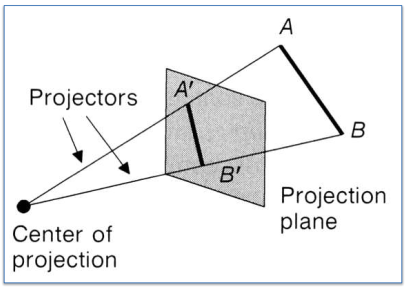 A
Projectors
A′
B
B′
Projection
plane
Center of
projection